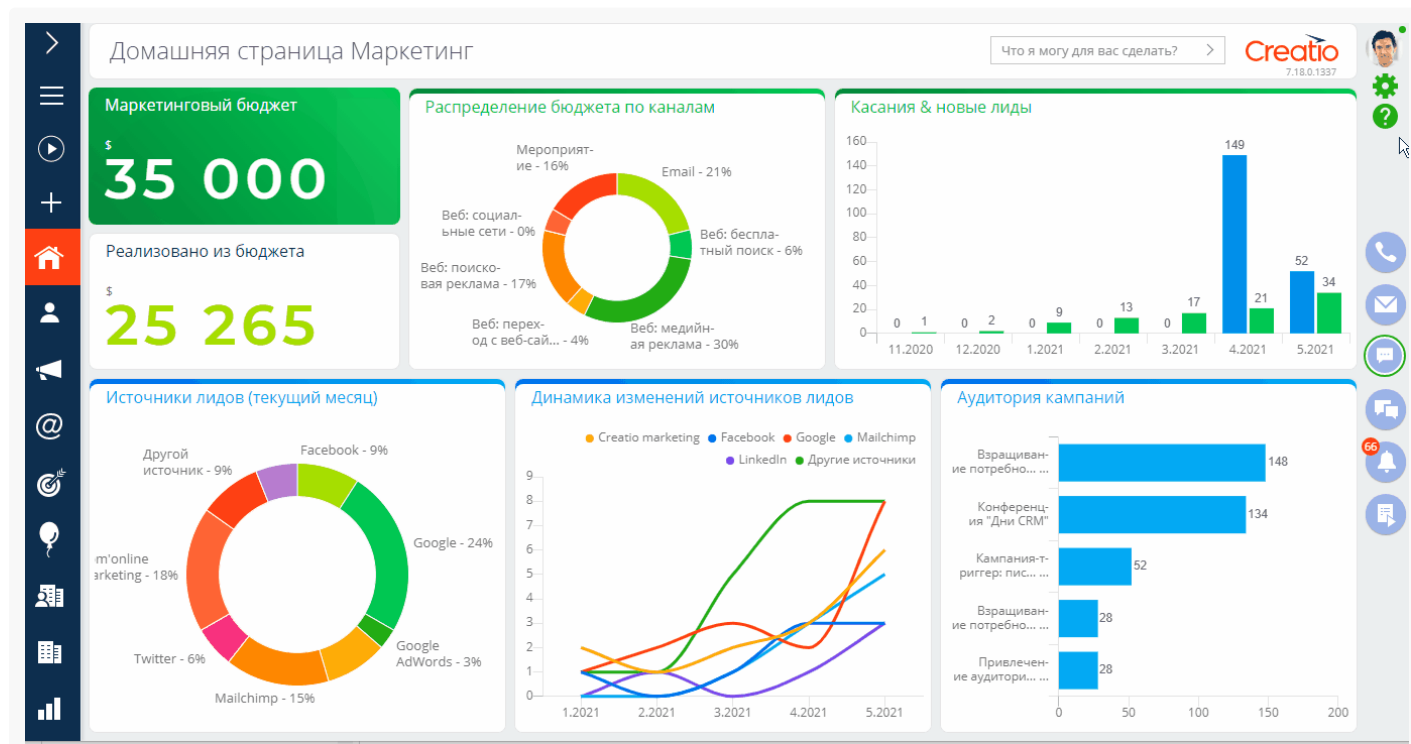 Домашняя страница Маркетинг
Что я могу для вас сделать?
Creatio
7.18.0.1337
Маркетинговый бюджет
$
35 000
Реализовано из бюджета
$
25 265
Распределение бюджета по каналам
Мероприят-
ие - 16%
Email - 21%
Веб: социал-
ьные сети - 0%
Веб: беспла-
тный поиск - 6%
Веб: поиско-
вая реклама - 17%
Веб: перех-
од с веб-сай... - 4%
Веб: медийн-
ая реклама - 30%
Касания & новые лиды
160
140
120
100
80
60
40
20
0
0 1
0 2
0 9
0 13
0 17
149 21
52 34
11.2020 12.2020 1.2021 2.2021 3.2021 4.2021 5.2021
Источники лидов (текущий месяц)
Другой
источник - 9%
Facebook - 9%
Google - 24%
m'online
arketing - 18%
Google
AdWords - 3%
Twitter - 6%
Mailchimp - 15%
Динамика изменений источников лидов
Creatio marketing Facebook Google Mailchimp
LinkedIn Другие источники
9
8
7
6
5
4
3
2
1
0
1.2021 2.2021 3.2021 4.2021 5.2021
Аудитория кампаний
Взращиван-
ие потребно... ...
148
Конференц-
ия "Дни CRM"
134
Кампания-т-
риггер: пис... ...
52
Взращиван-
ие потребно... ...
28
Привлечен-
ие аудитори... ...
28
0 50 100 150 200
66